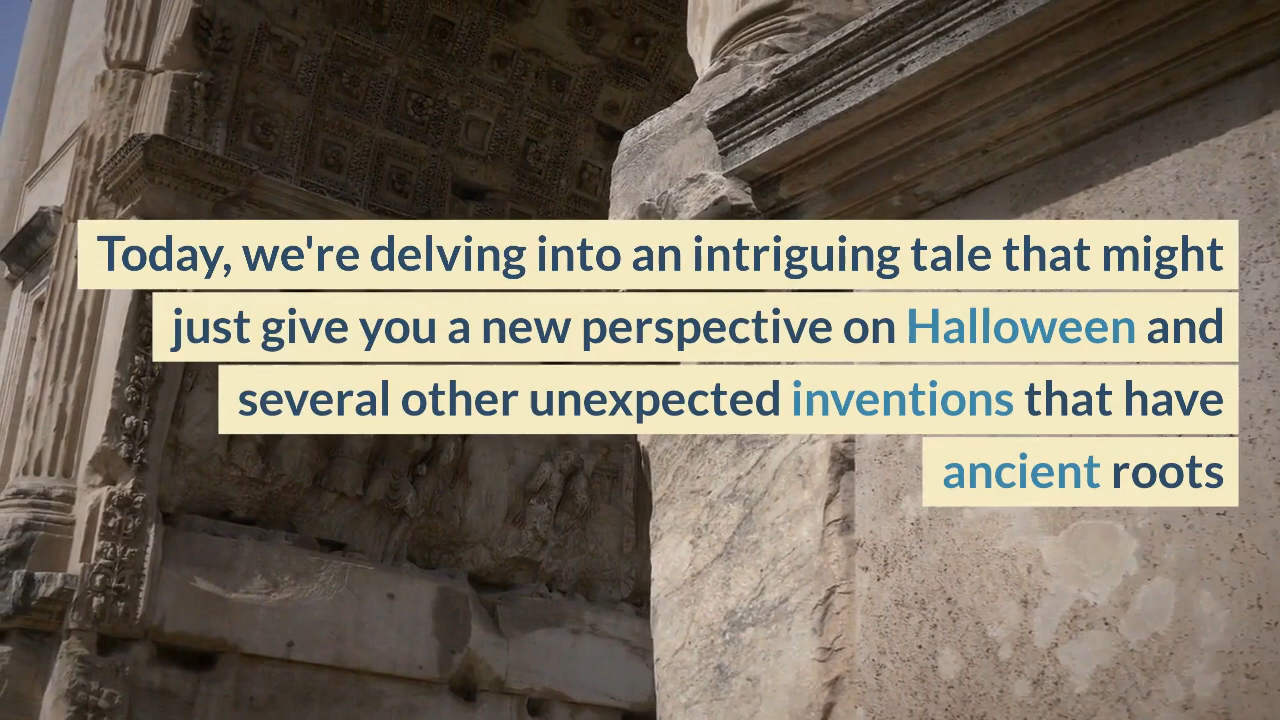 Today, we're delving into an intriguing tale that might
just give you a new perspective on Halloween and
several other unexpected inventions that have
ancient roots